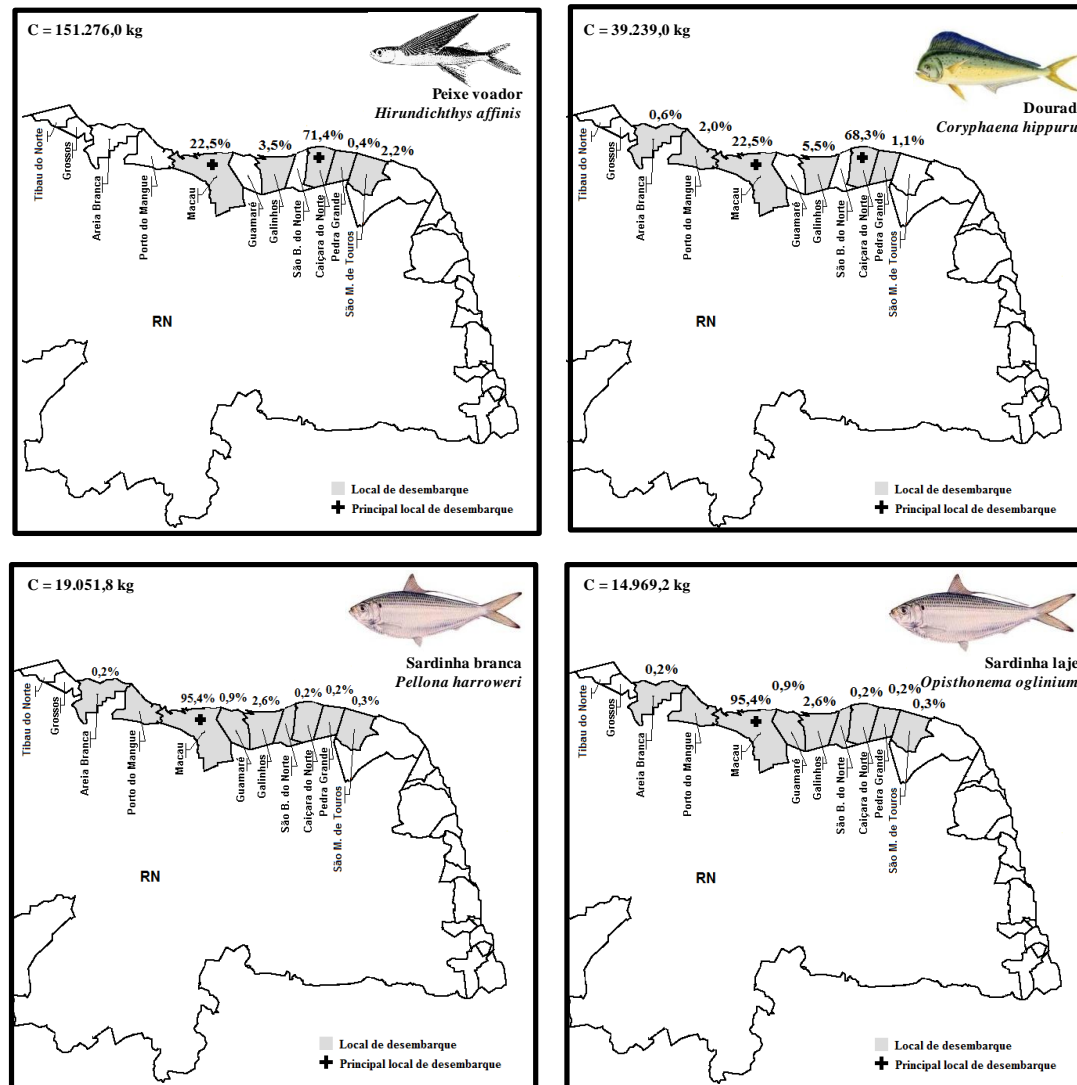 C = 151.276,0 kg
Peixe voador
Hirundichthys affinis
22,5%
3,5%
71,4%
0,4%
2,2%
Tibau do Norte
Grossos
Areia Branca
Porto do Mangue
Macau
Guamaré
Galinhos
São B. do Norte
Caiçara do Norte
Pedra Grande
São M. de Touros
RN
Local de desembarque
Principal local de desembarque
C = 39.239,0 kg
Dourad
Coryphaena hippuru
0,6%
2,0%
22,5%
5,5%
68,3%
1,1%
Tibau do Norte
Grossos
Areia Branca
Porto do Mangue
Macau
Guamaré
Galinhos
São B. do Norte
Caiçara do Norte
Pedra Grande
São M. de Touros
RN
Local de desembarque
Principal local de desembarque
C = 19.051,8 kg
Sardinha branca
Pellona harroweri
0,2%
95,4%
0,9%
2,6%
0,2%
0,2%
0,3%
Tibau do Norte
Grossos
Areia Branca
Porto do Mangue
Macau
Guamaré
Galinhos
São B. do Norte
Caiçara do Norte
Pedra Grande
São M. de Touros
RN
Local de desembarque
Principal local de desembarque
C = 14.969,2 kg
Sardinha laje
Opisthonema oglinium
0,2%
95,4%
0,9%
2,6%
0,2%
0,2%
0,3%
Tibau do Norte
Grossos
Areia Branca
Porto do Mangue
Macau
Guamaré
Galinhos
São B. do Norte
Caiçara do Norte
Pedra Grande
São M. de Touros
RN
Local de desembarque
Principal local de desembarque